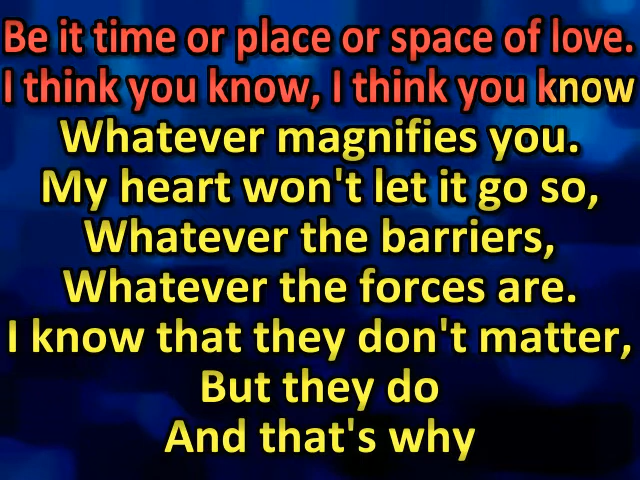 Be it time or place or space of love.
I think you know, I think you know
Whatever magnifies you.
My heart won't let it go so,
Whatever the barriers,
Whatever the forces are.
I know that they don't matter,
But they do
And that's why